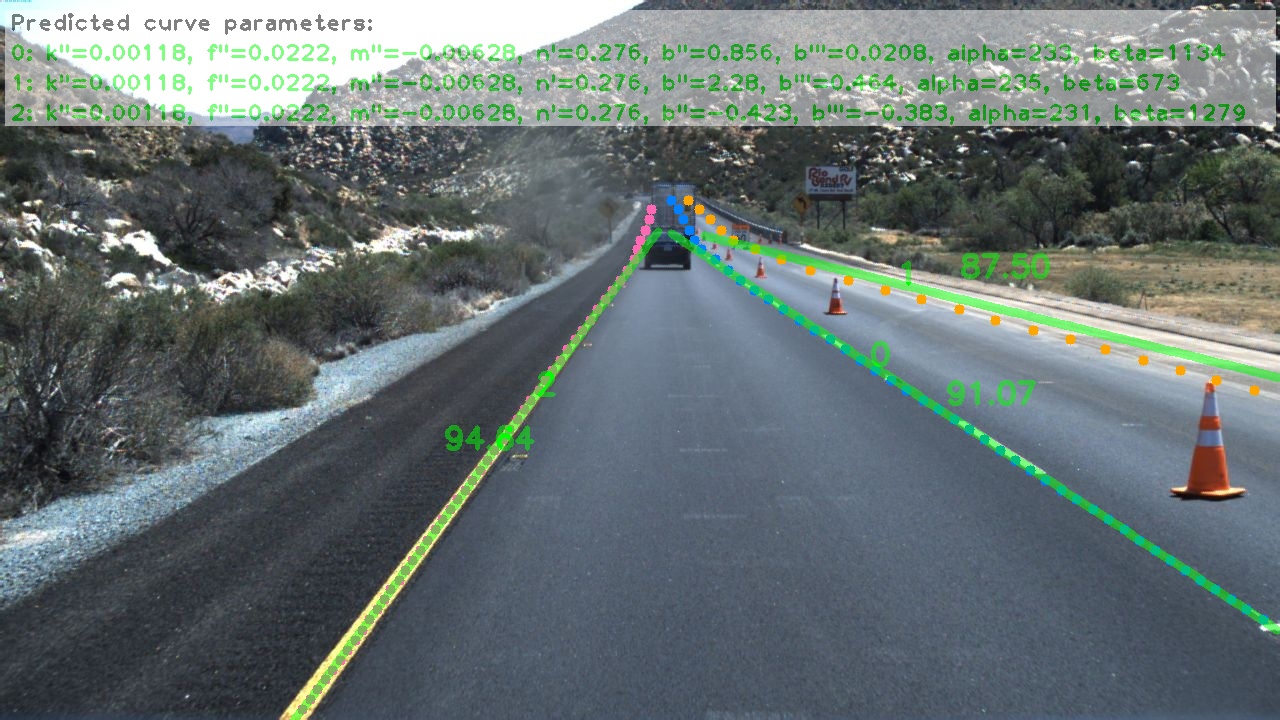 Predicted curve parameters:
0: k''=0.00118, f''=0.0222, m''=-0.00628, n'=0.276, b''=0.856, b'''=0.0208, alpha=233, beta=1134
1: k''=0.00118, f''=0.0222, m''=-0.00628, n'=0.276, b''=2.28, b'''=0.464, alpha=235, beta=673
2: k''=0.00118, f''=0.0222, m''=-0.00628, n'=0.276, b''=-0.423, b'''=-0.383, alpha=231, beta=1279
Rio
Bend RV
1
87.50
0
91.07
2
94.64